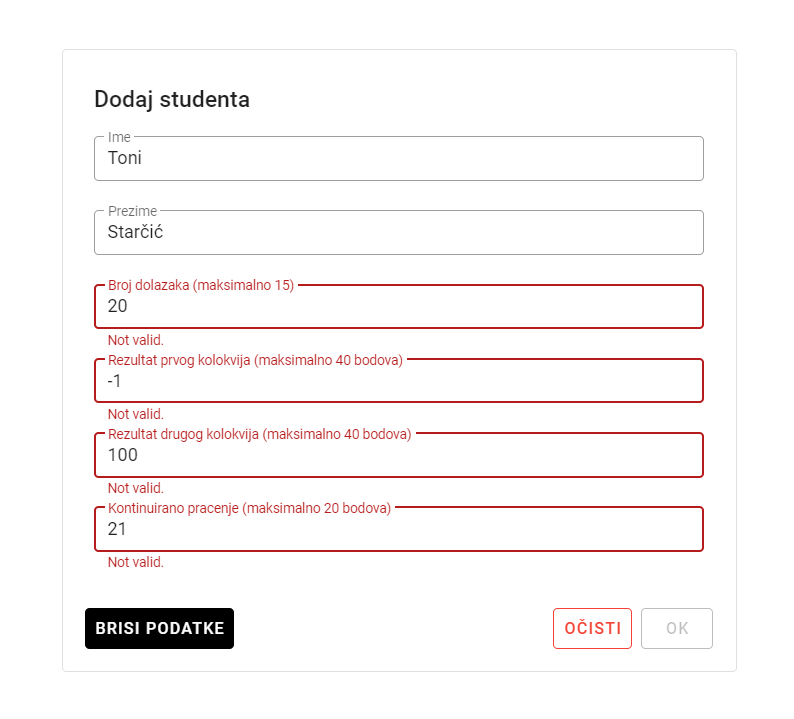 Dodaj studenta
Ime
Toni
Prezime
Starčić
Broj dolazaka (maksimalno 15)
20
Not valid.
Rezultat prvog kolokvija (maksimalno 40 bodova)
-1
Not valid.
Rezultat drugog kolokvija (maksimalno 40 bodova)
100
Not valid.
Kontinuirano pracenje (maksimalno 20 bodova)
21
Not valid.
BRISI PODATKE OČISTI OK